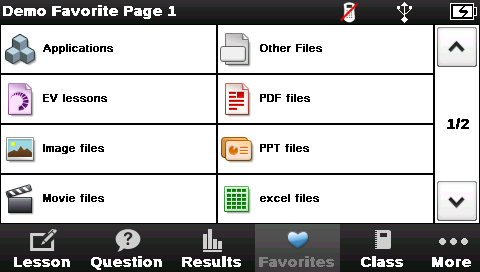 Demo Favorite Page 1
Applications
Other Files
EV lessons
PDF files
1/2
Image files
PPT files
Movie files
excel files
Lesson
Question
Results
Favorites
Class
More